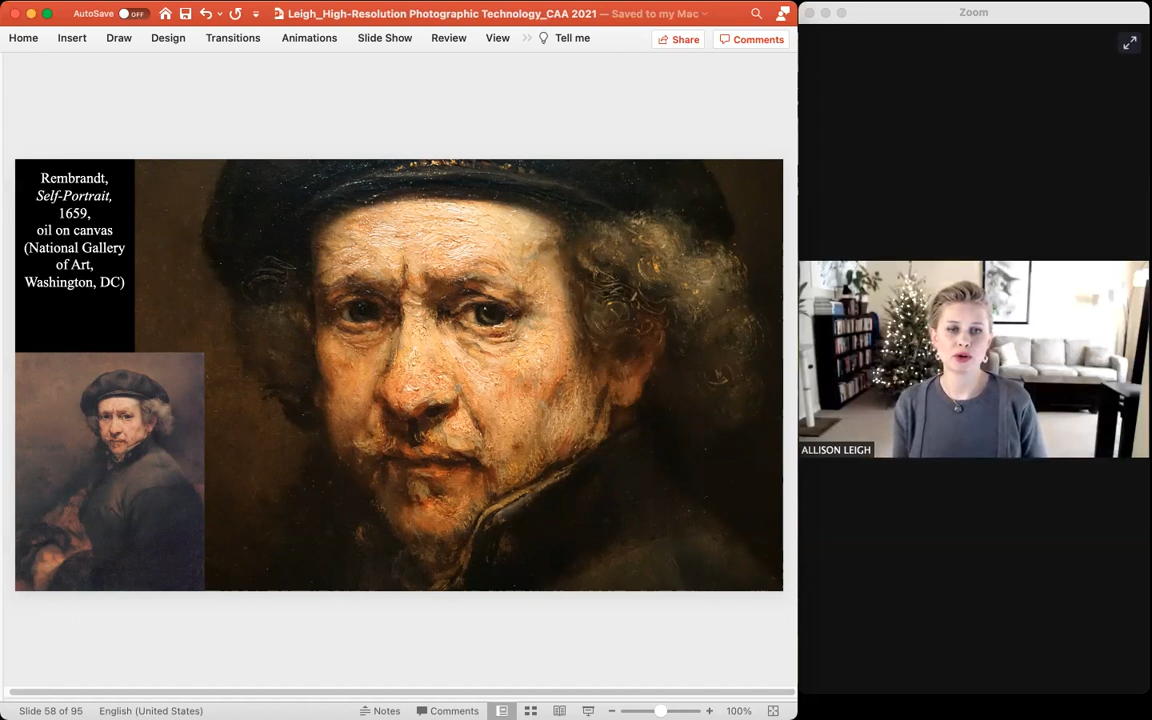 AutoSave OFF Leigh_High-Resolution Photographic Technology_CAA 2021 — Saved to my Mac
Home Insert Draw Design Transitions Animations Slide Show Review View Tell me Share Comments
Rembrandt,
Self-Portrait,
1659,
oil on canvas
(National Gallery
of Art,
Washington, DC)
Slide 58 of 95 English (United States) Notes Comments 100%
Zoom
ALLISON LEIGH